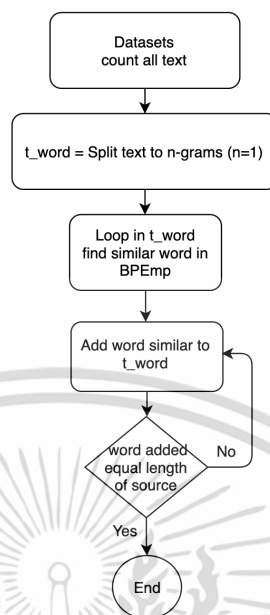 Datasets
count all text
t_word = Split text to n-grams (n=1)
Loop in t_word
find similar word in
BPEmp
Add word similar to
t_word
word added
equal length
of source
No
Yes
End